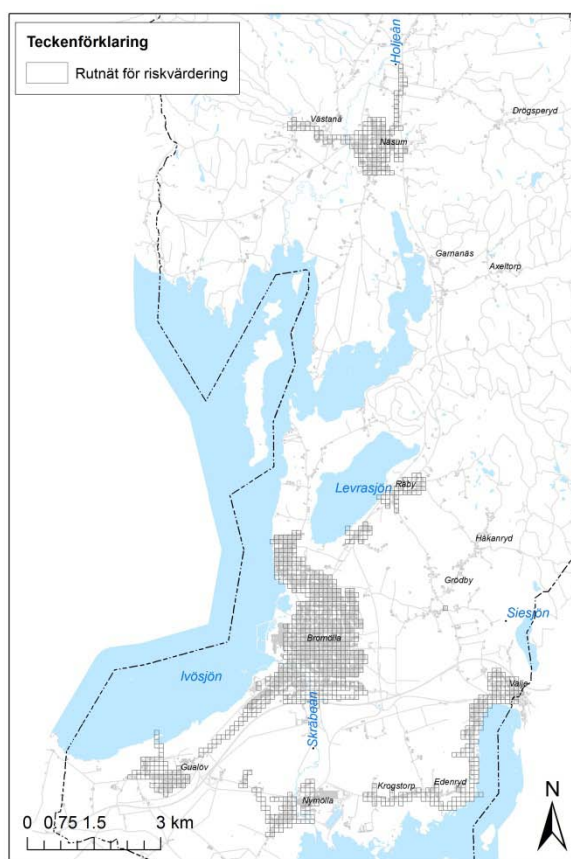 Teckenförklaring
Rutnät för riskvärdering
Holjeån
Västanå
Drögsperyd
Näsum
Garnanäs
Axeltorp
Råby
Levrasjön
Håkanryd
Grödby
Siesjön
Bromölla
Ivösjön
Valje
Skräbeån
Gualöv
Krogstorp
Edenryd
Nymölla
N
0 0.75 1.5 3 km